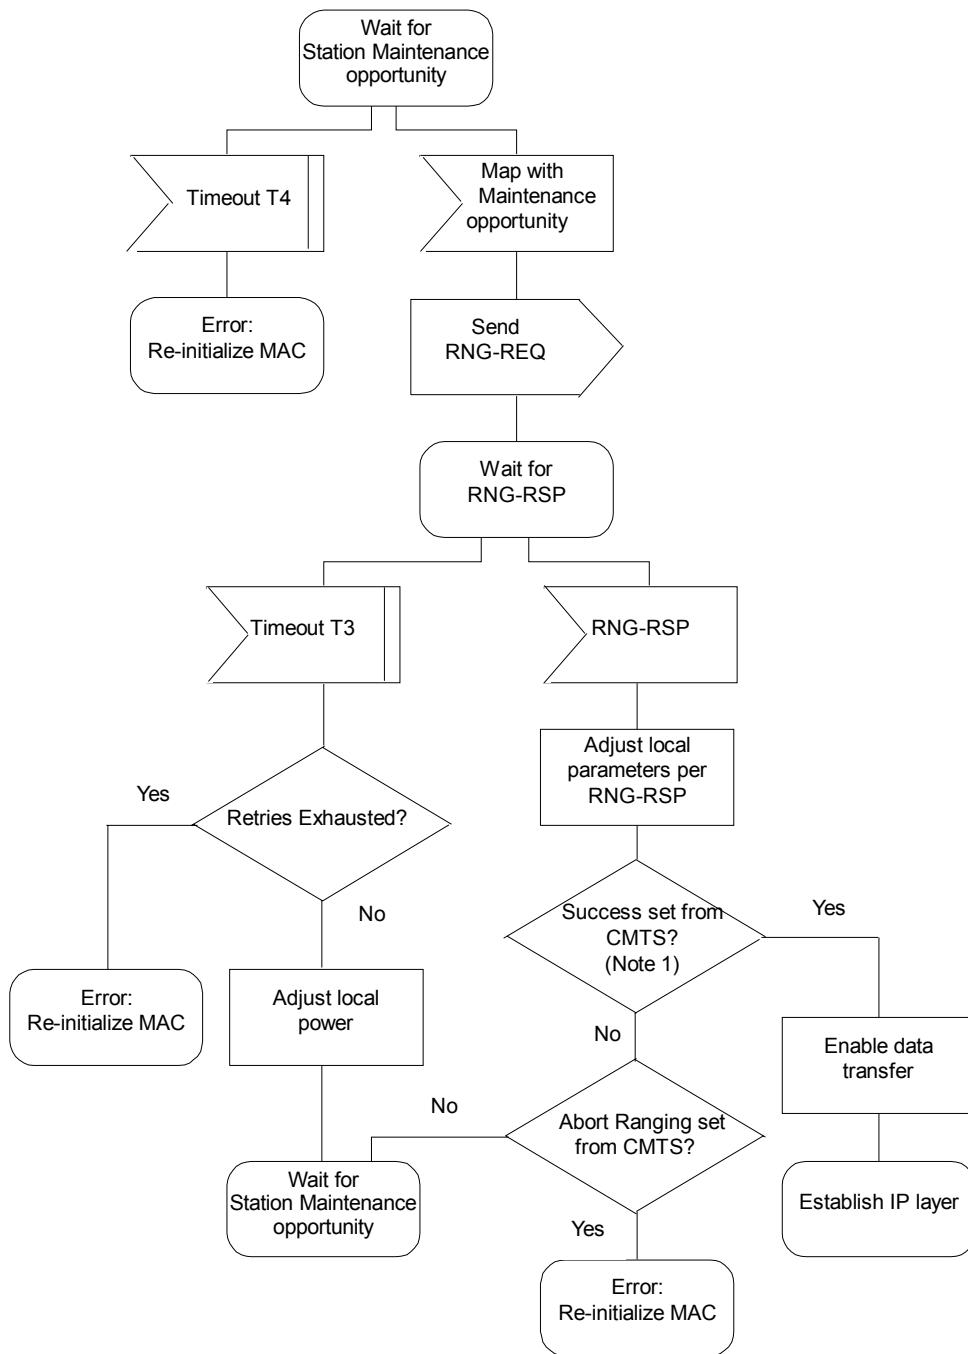 Wait for
Station Maintenance
opportunity
Timeout T4
Map with
Maintenance
opportunity
Error:
Re-initialize MAC
Send
RNG-REQ
Wait for
RNG-RSP
Timeout T3
RNG-RSP
Adjust local
parameters per
RNG-RSP
Yes
Retries Exhausted?
No
Success set from
CMTS?
(Note 1)
Yes
Error:
Re-initialize MAC
Adjust local
power
No
Enable data
transfer
No
Abort Ranging set
from CMTS?
Wait for
Station Maintenance
opportunity
Yes
Establish IP layer
Error:
Re-initialize MAC